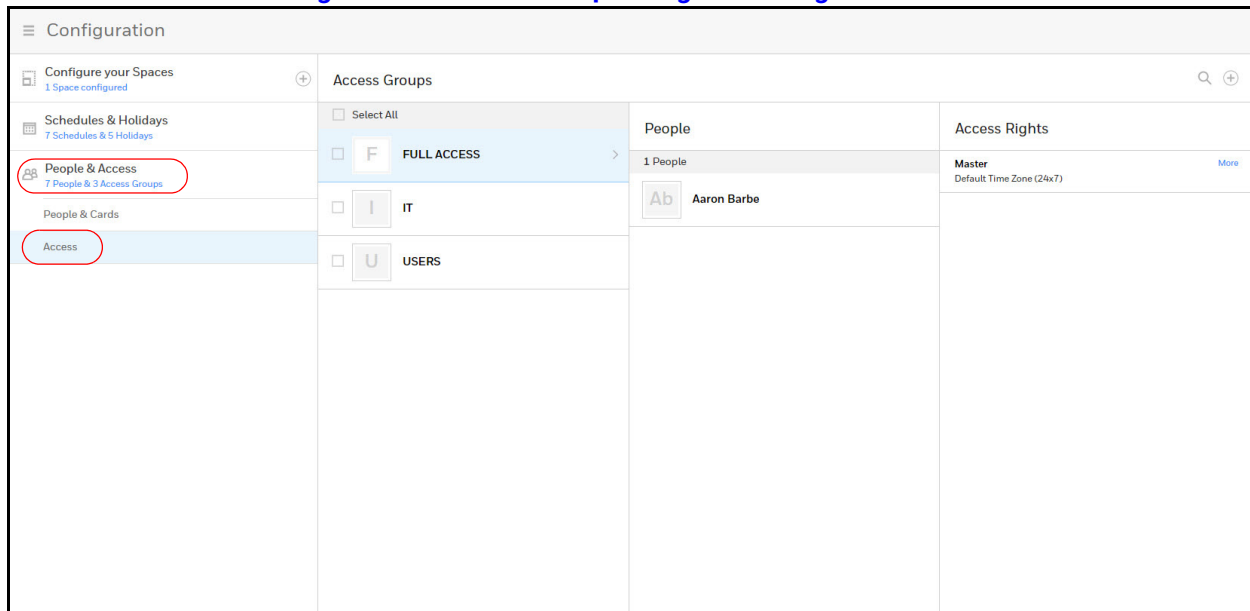 Configuration
Configure your Spaces
1 Space configured
Schedules & Holidays
7 Schedules & 5 Holidays
People & Access
7 People & 3 Access Groups
People & Cards
Access
Access Groups
Select All
F
FULL ACCESS
I
IT
U
USERS
People
1 People
Ab
Aaron Barbe
Access Rights
Master
More
Default Time Zone (24x7)